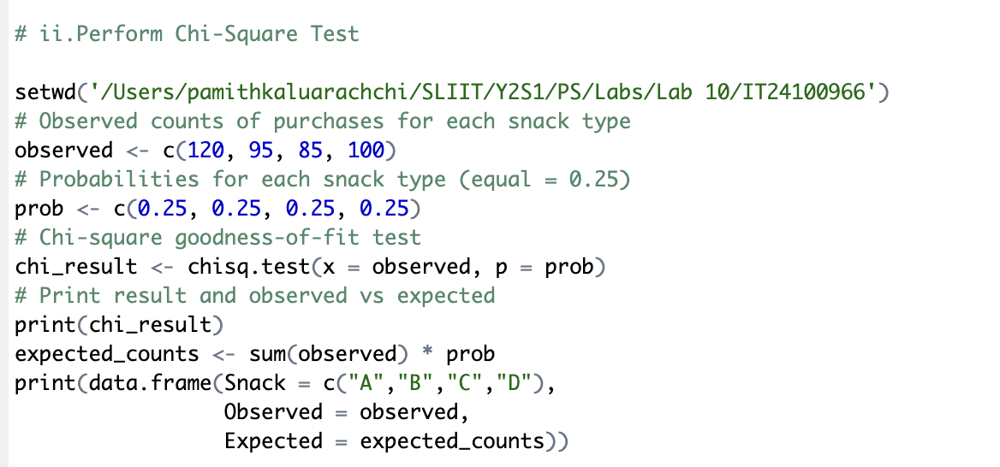 # ii.Perform Chi-Square Test
setwd('/Users/pamithkaluarachchi/SLIIT/Y2S1/PS/Labs/Lab 10/IT24100966')
# Observed counts of purchases for each snack type
observed <- c(120, 95, 85, 100)
# Probabilities for each snack type (equal = 0.25)
prob <- c(0.25, 0.25, 0.25, 0.25)
# Chi-square goodness-of-fit test
chi_result <- chisq.test(x = observed, p = prob)
# Print result and observed vs expected
print(chi_result)
expected_counts <- sum(observed) * prob
print(data.frame(Snack = c("A","B","C","D"),
                 Observed = observed,
                 Expected = expected_counts))